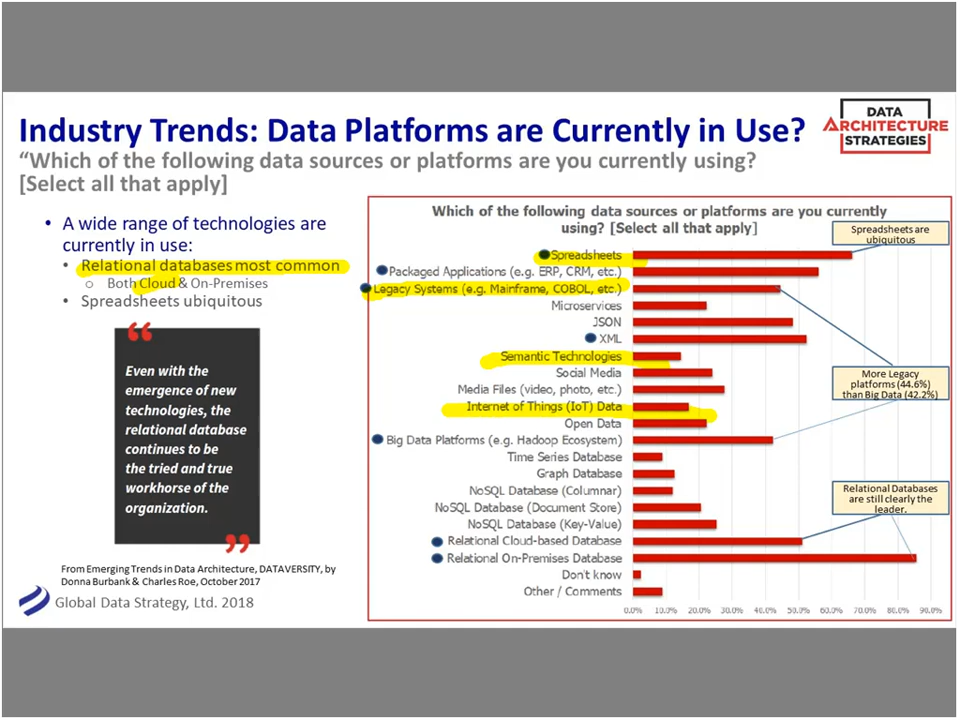 Industry Trends: Data Platforms are Currently in Use?
DATA
ARCHITECTURE
STRATEGIES
“Which of the following data sources or platforms are you currently using?
[Select all that apply]
• A wide range of technologies are
currently in use:
• Relational databases most common
o Both Cloud & On-Premises
• Spreadsheets ubiquitous
“
Even with the
emergence of new
technologies, the
relational database
continues to be
the tried and true
workhorse of the
organization.
”
From Emerging Trends in Data Architecture, DATAVERSITY, by
Donna Burbank & Charles Roe, October 2017
Global Data Strategy, Ltd. 2018
Which of the following data sources or platforms are you currently
using? [Select all that apply]
Spreadsheets are
ubiquitous
Spreadsheets
Packaged Applications (e.g. ERP, CRM, etc.)
Legacy Systems (e.g. Mainframe, COBOL, etc.)
Microservices
JSON
XML
Semantic Technologies
Social Media
Media Files (video, photo, etc.)
Internet of Things (IoT) Data
Open Data
Big Data Platforms (e.g. Hadoop Ecosystem)
Time Series Database
Graph Database
NoSQL Database (Columnar)
NoSQL Database (Document Store)
NoSQL Database (Key-Value)
Relational Cloud-based Database
Relational On-Premises Database
Don't know
Other / Comments
More Legacy
platforms (44.6%)
than Big Data (42.2%)
Relational Databases
are still clearly the
leader.
0.0% 10.0% 20.0% 30.0% 40.0% 50.0% 60.0% 70.0% 80.0% 90.0%